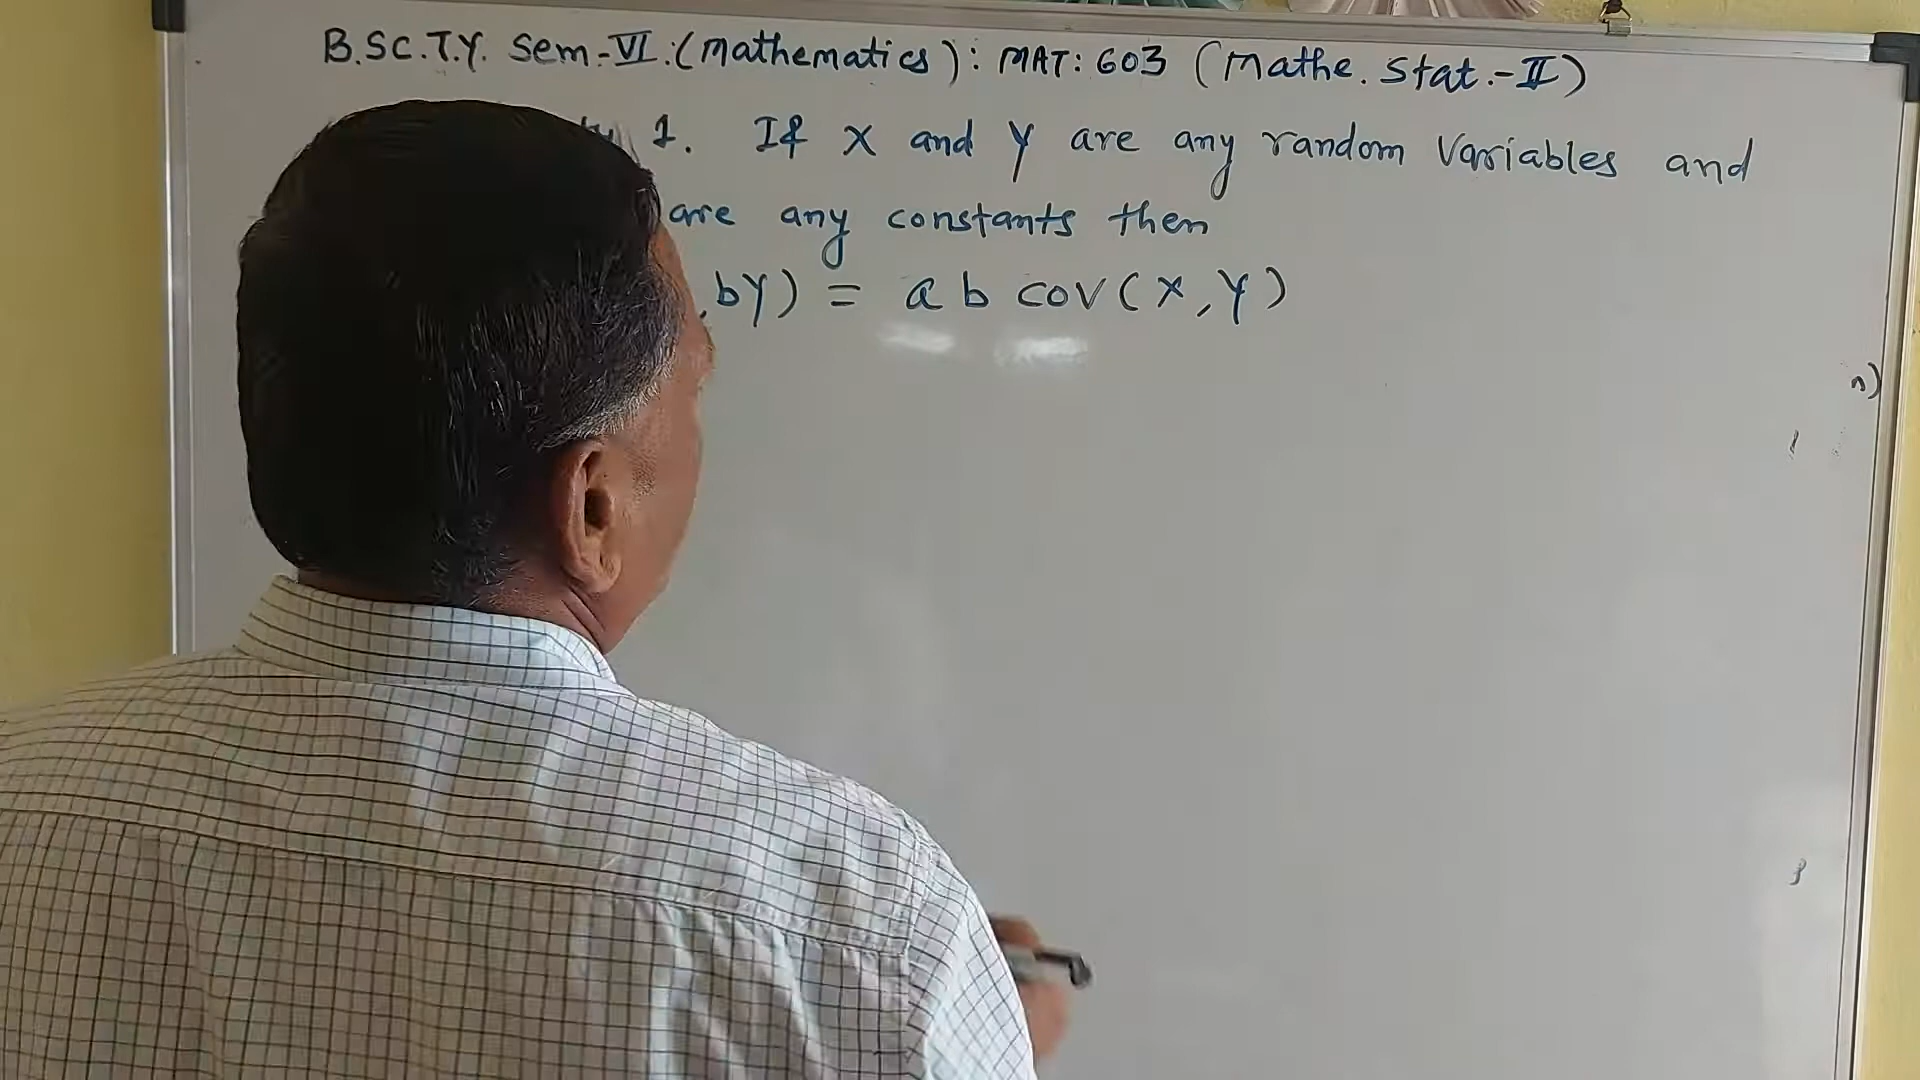 B.SC.T.Y. Sem.-VI.(Mathematics): MAT: 603 (Mathe. Stat.-II)
1. If X and Y are any random Variables and
are any constants then
,bY) = a b cov(X,Y)
n)